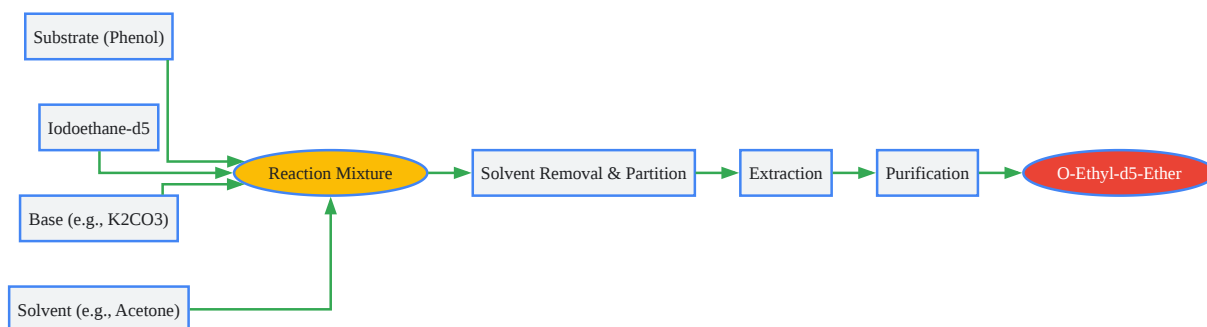 Substrate (Phenol)
Iodoethane-d5
Base (e.g., K2CO3)
Solvent (e.g., Acetone)
Reaction Mixture
Solvent Removal & Partition
Extraction
Purification
O-Ethyl-d5-Ether